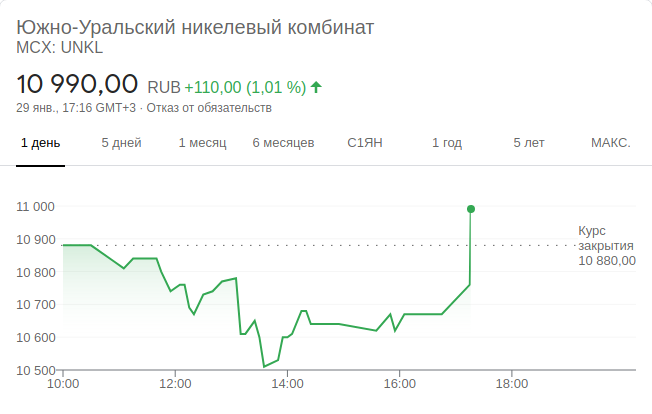 Южно-Уральский никелевый комбинат
MCX: UNKL
10 990,00 RUB +110,00 (1,01 %)
29 янв., 17:16 GMT+3 · Отказ от обязательств
1 день 5 дней 1 месяц 6 месяцев С1ЯН 1 год 5 лет МАКС.
11 000
10 900
10 800
10 700
10 600
10 500
Курс
закрытия
10 880,00
10:00 12:00 14:00 16:00 18:00